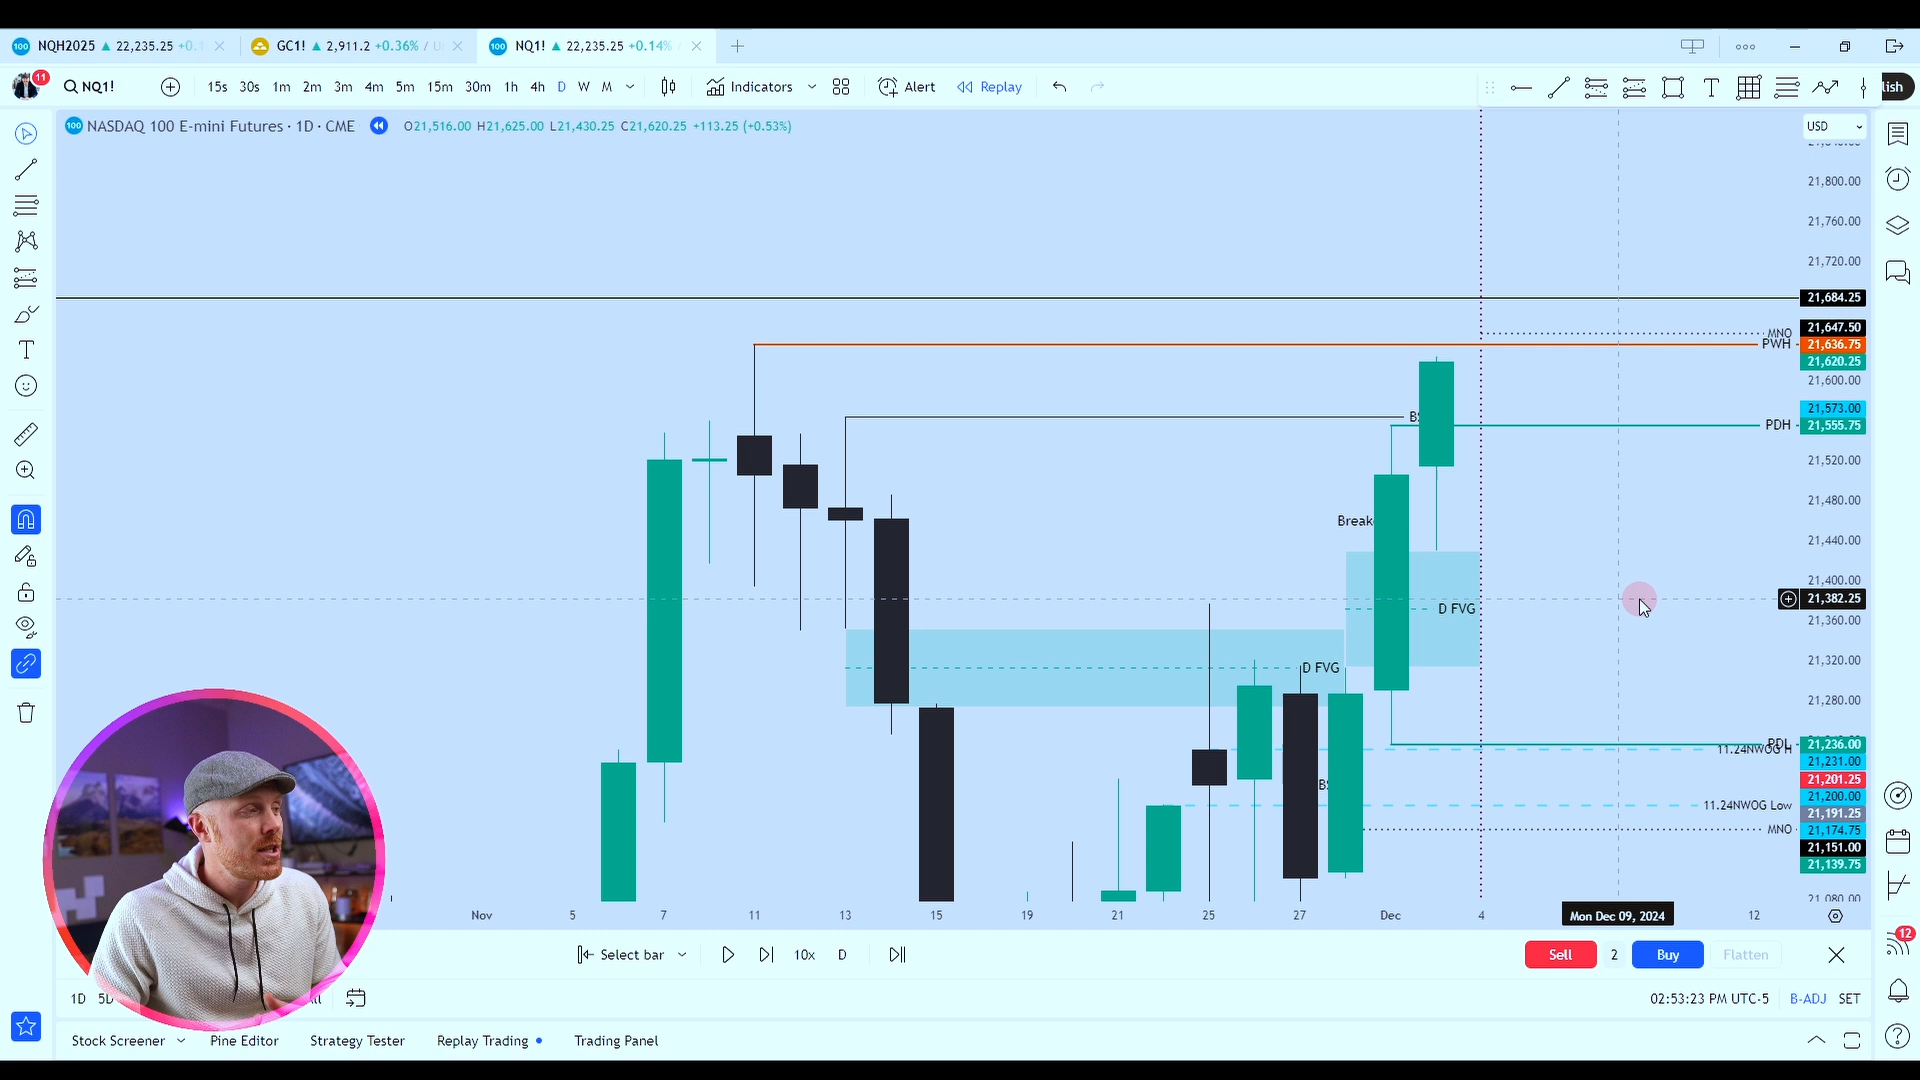 NQH2025 22,235.25 +0.1
GC1! 2,911.2 +0.36% / U
NQ1! 22,235.25 +0.14%
11
NQ1!
15s 30s 1m 2m 3m 4m 5m 15m 30m 1h 4h D W M
Indicators
Alert
Replay
lish
NASDAQ 100 E-mini Futures · 1D · CME
O21,516.00 H21,625.00 L21,430.25 C21,620.25 +113.25 (+0.53%)
USD
21,800.00
21,760.00
21,720.00
21,684.25
MNO 21,647.50
PWH 21,636.75
21,620.25
21,600.00
21,573.00
PDH 21,555.75
21,520.00
21,480.00
21,440.00
21,400.00
21,382.25
21,360.00
21,320.00
21,280.00
PDL 21,236.00
11.24NWOG H
21,231.00
21,201.25
21,200.00
11.24NWOG Low
21,191.25
MNO 21,174.75
21,151.00
21,139.75
21,080.00
Break
D FVG
D FVG
Nov 5 7 11 13 15 19 21 25 27 Dec 4 Mon Dec 09, 2024 12
Select bar 10x D
Sell 2 Buy Flatten
12
1D 5D
02:53:23 PM UTC-5 B-ADJ SET
Stock Screener Pine Editor Strategy Tester Replay Trading Trading Panel